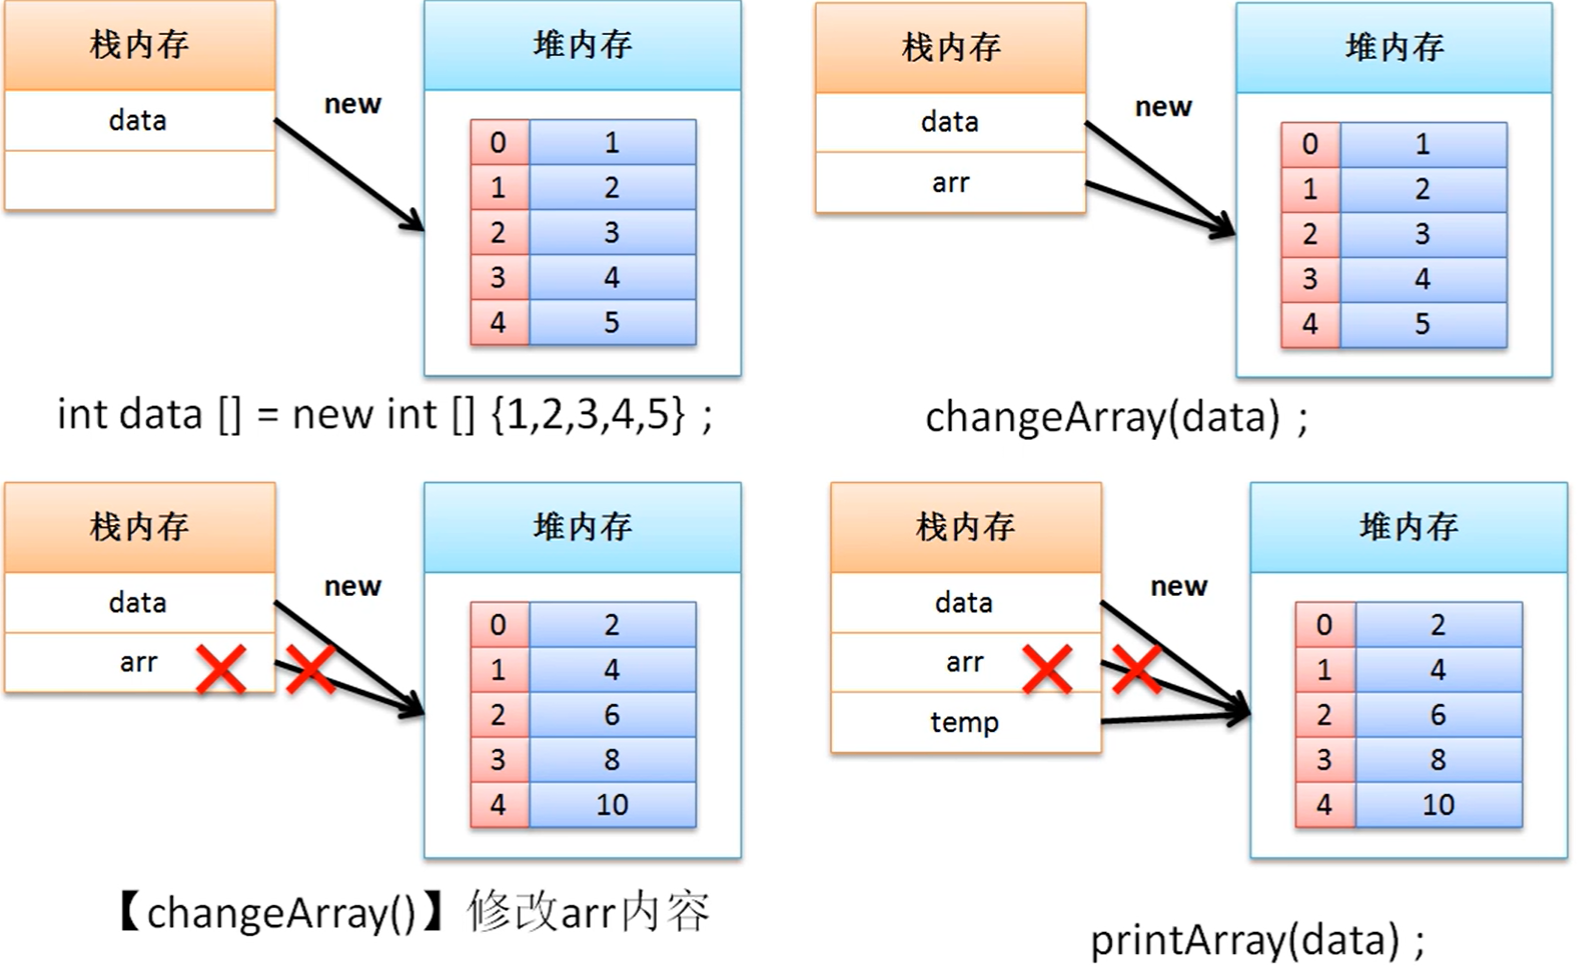 栈内存
data
new
堆内存
0 1
1 2
2 3
3 4
4 5
int data [] = new int [] {1,2,3,4,5} ;
栈内存
data
arr
new
堆内存
0 1
1 2
2 3
3 4
4 5
changeArray(data) ;
栈内存
data
arr
new
堆内存
0 2
1 4
2 6
3 8
4 10
【changeArray()】修改arr内容
栈内存
data
arr
temp
new
堆内存
0 2
1 4
2 6
3 8
4 10
printArray(data) ;